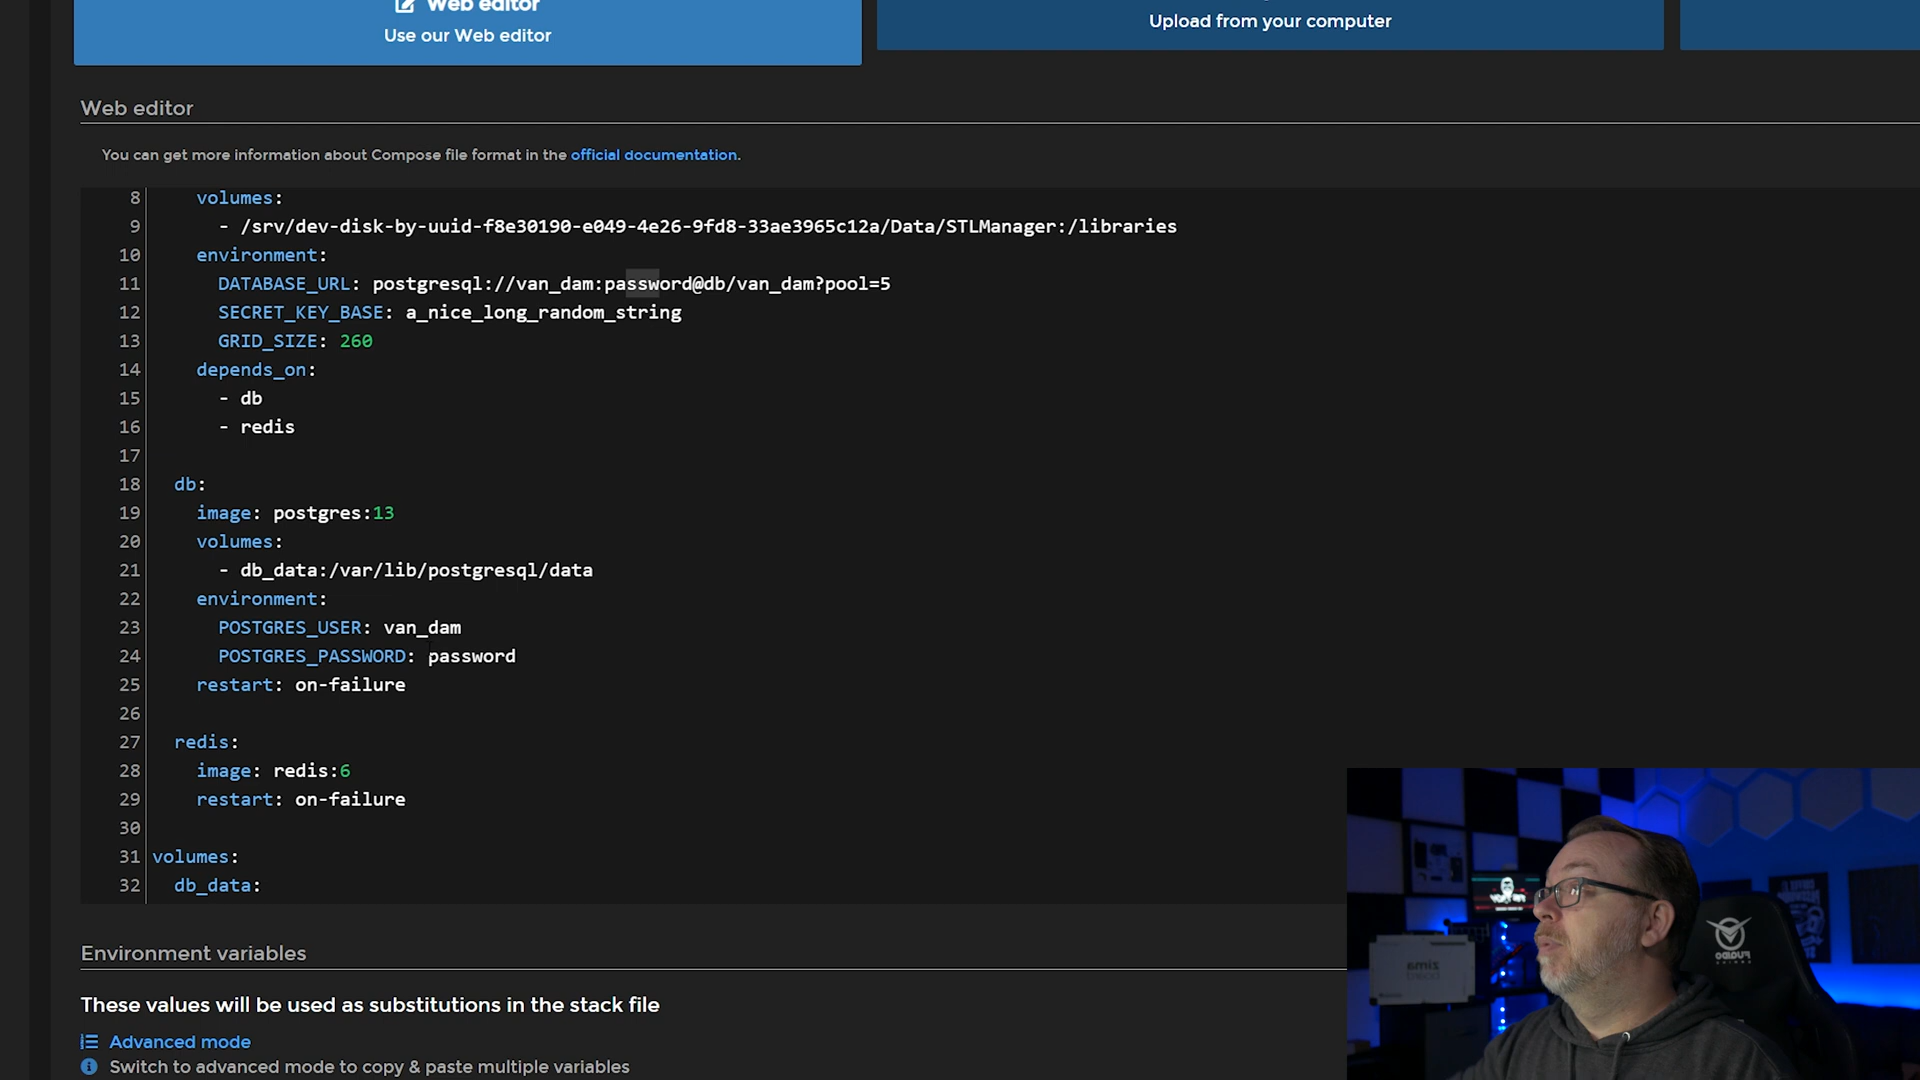 Web editor
Use our Web editor
Upload from your computer
Web editor
You can get more information about Compose file format in the official documentation.
8 volumes:
9 - /srv/dev-disk-by-uuid-f8e30190-e049-4e26-9fd8-33ae3965c12a/Data/STLManager:/libraries
10 environment:
11 DATABASE_URL: postgresql://van_dam:password@db/van_dam?pool=5
12 SECRET_KEY_BASE: a_nice_long_random_string
13 GRID_SIZE: 260
14 depends_on:
15 - db
16 - redis
17
18 db:
19 image: postgres:13
20 volumes:
21 - db_data:/var/lib/postgresql/data
22 environment:
23 POSTGRES_USER: van_dam
24 POSTGRES_PASSWORD: password
25 restart: on-failure
26
27 redis:
28 image: redis:6
29 restart: on-failure
30
31 volumes:
32 db_data:
Environment variables
These values will be used as substitutions in the stack file
Advanced mode
Switch to advanced mode to copy & paste multiple variables